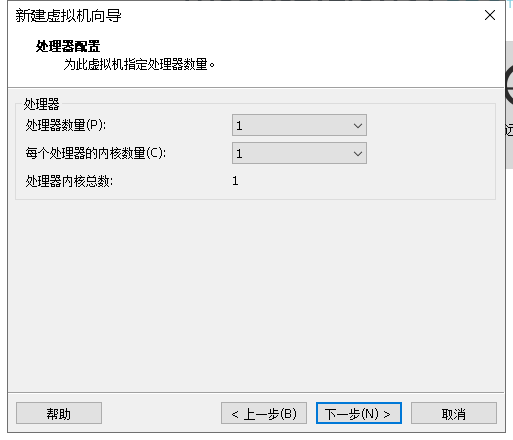 新建虚拟机向导
处理器配置
为此虚拟机指定处理器数量。
处理器
处理器数量(P): 1
每个处理器的内核数量(C): 1
处理器内核总数: 1
帮助 < 上一步(B) 下一步(N) > 取消